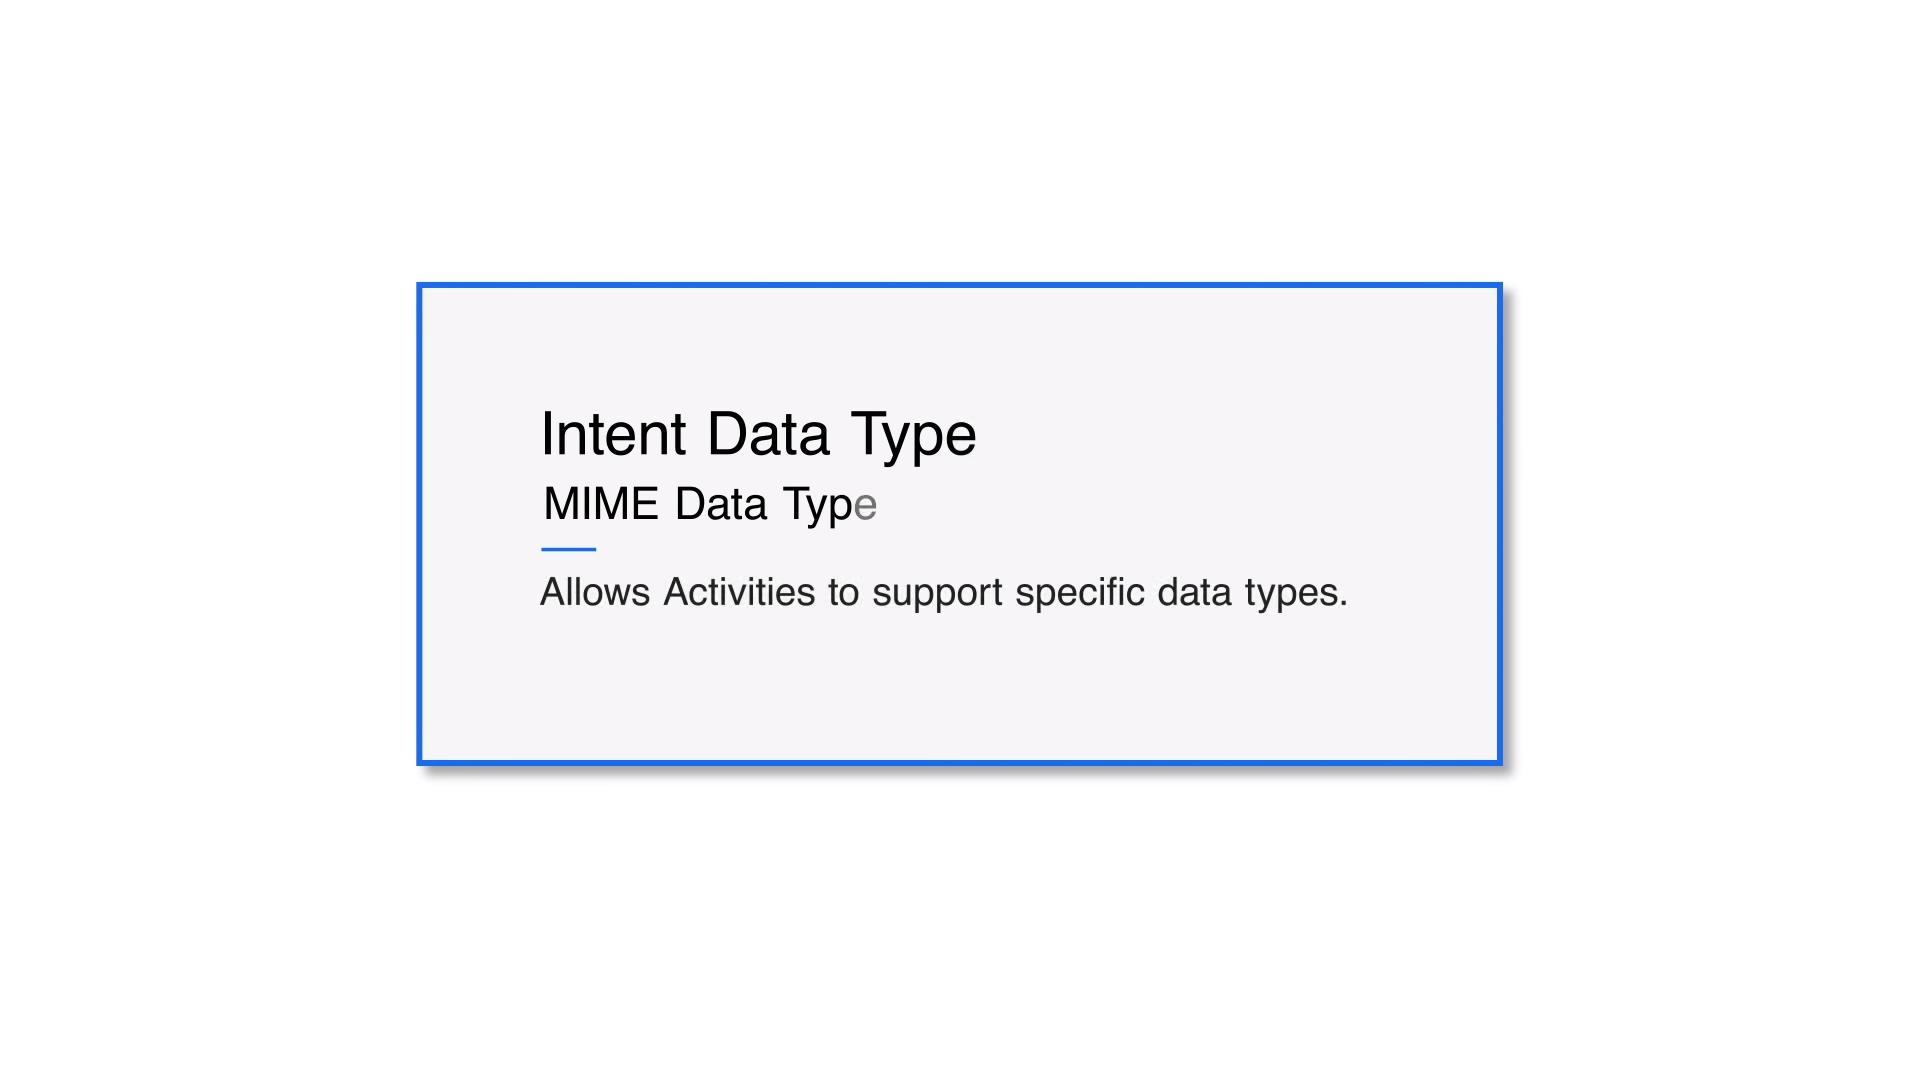 Intent Data Type
MIME Data Type
Allows Activities to support specific data types.